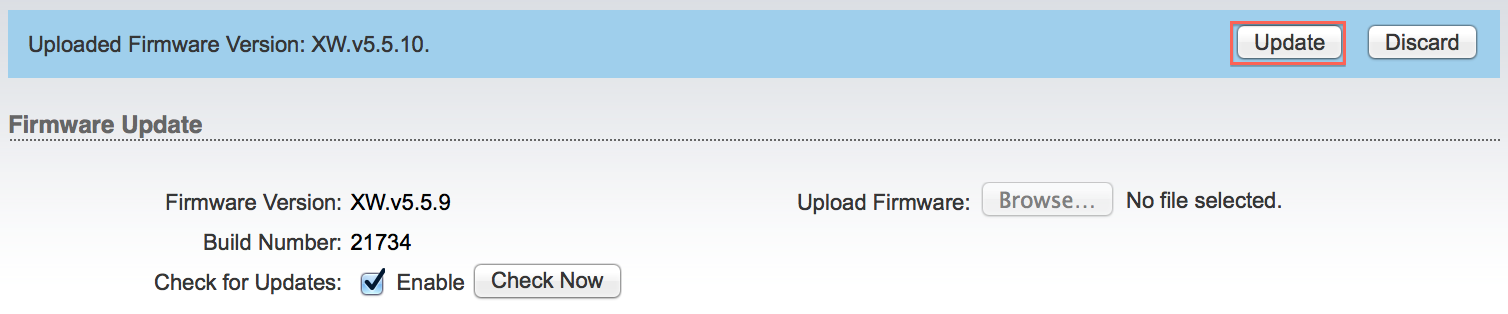 Uploaded Firmware Version: XW.v5.5.10. Update Discard
Firmware Update
Firmware Version: XW.v5.5.9 Upload Firmware: Browse... No file selected.
Build Number: 21734
Check for Updates: Enable Check Now